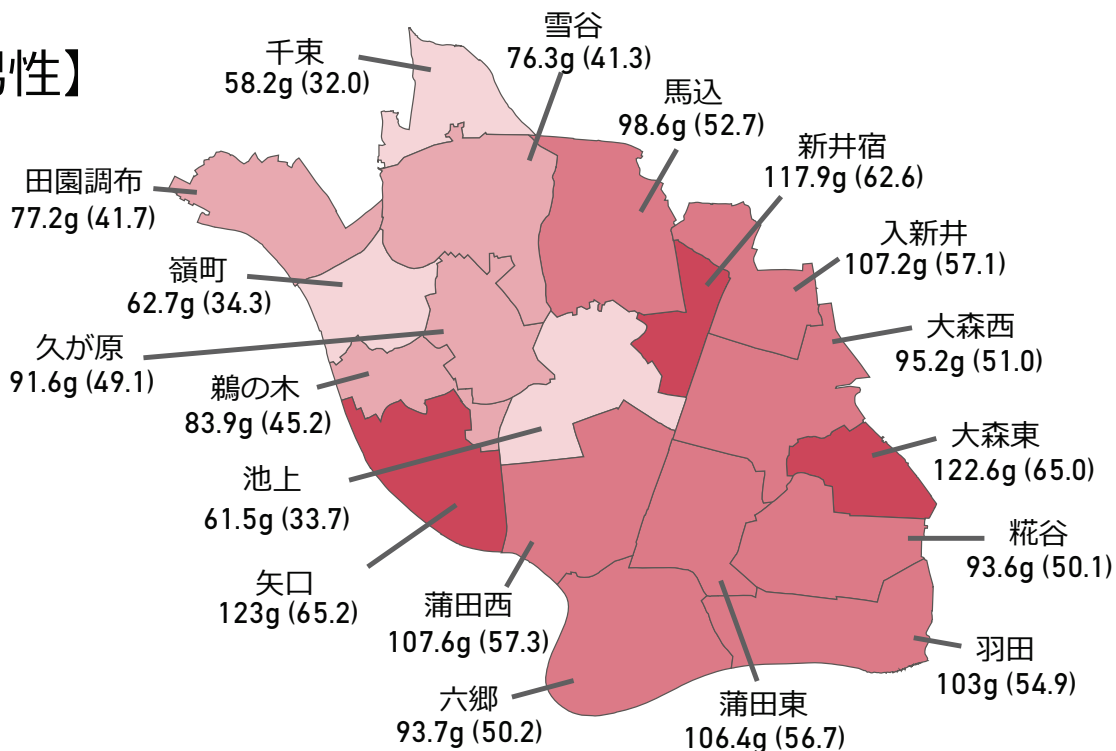 男性】
雪谷
76.3g (41.3)
千束
58.2g (32.0)
馬込
98.6g (52.7)
新井宿
117.9g (62.6)
田園調布
77.2g (41.7)
入新井
107.2g (57.1)
嶺町
62.7g (34.3)
大森西
95.2g (51.0)
久が原
91.6g (49.1)
鵜の木
83.9g (45.2)
大森東
122.6g (65.0)
池上
61.5g (33.7)
糀谷
93.6g (50.1)
矢口
123g (65.2)
蒲田西
107.6g (57.3)
羽田
103g (54.9)
六郷
93.7g (50.2)
蒲田東
106.4g (56.7)